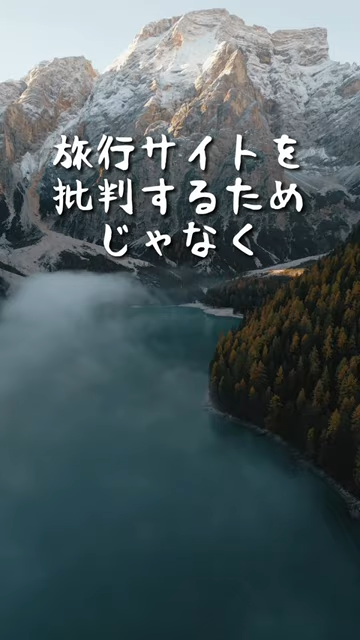 旅行サイトを
批判するため
じゃなく